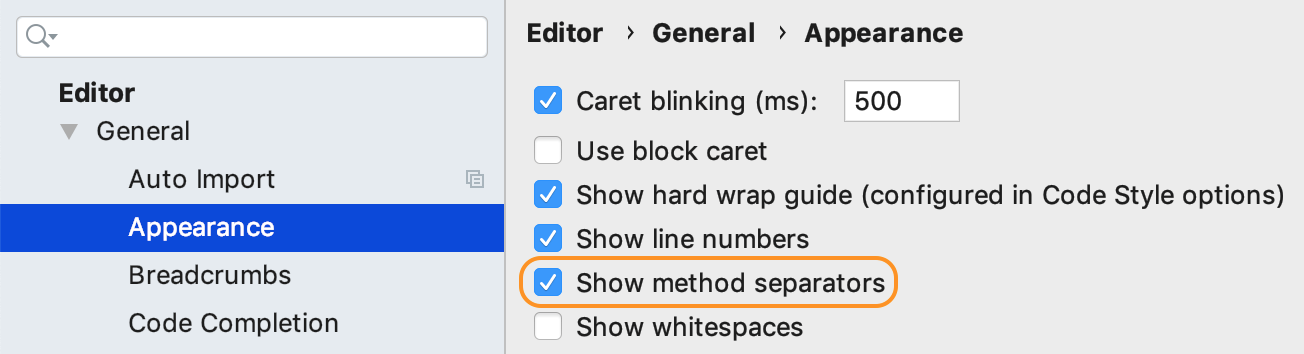 Editor
General
Auto Import
Appearance
Breadcrumbs
Code Completion
Editor › General › Appearance
Caret blinking (ms): 500
Use block caret
Show hard wrap guide (configured in Code Style options)
Show line numbers
Show method separators
Show whitespaces